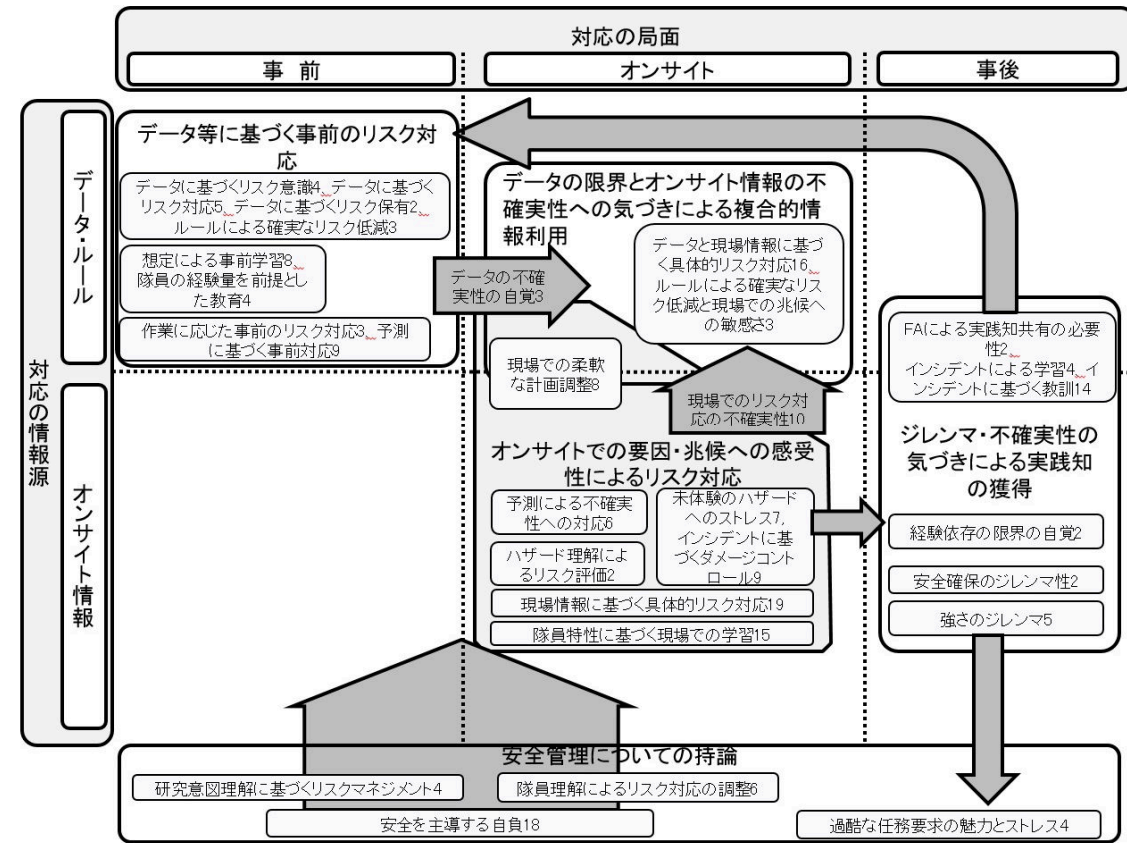 対応の局面
事 前
オンサイト
事後
対応の情報源
データ・ルール
オンサイト情報
データ等に基づく事前のリスク対
応
データに基づくリスク意識4、データに基づく
リスク対応5、データに基づくリスク保有2、
ルールによる確実なリスク低減3
想定による事前学習8、
隊員の経験量を前提とし
た教育4
作業に応じた事前のリスク対応3、予測
に基づく事前対応9
データの不確
実性の自覚3
データの限界とオンサイト情報の不
確実性への気づきによる複合的情
報利用
データと現場情報に基づ
く具体的リスク対応16、
ルールによる確実なリス
ク低減と現場での兆候へ
の敏感さ3
現場での柔軟
な計画調整8
現場でのリスク対
応の不確実性10
オンサイトでの要因・兆候への感受
性によるリスク対応
予測による不確実
性への対応6
ハザード理解によ
るリスク評価2
未体験のハザード
へのストレス7,
インシデントに基
づくダメージコント
ロール9
現場情報に基づく具体的リスク対応19
隊員特性に基づく現場での学習15
FAによる実践知共有の必要
性2、
インシデントによる学習4、イ
ンシデントに基づく教訓14
ジレンマ・不確実性の
気づきによる実践知
の獲得
経験依存の限界の自覚2
安全確保のジレンマ性2
強さのジレンマ5
安全管理についての持論
研究意図理解に基づくリスクマネジメント4
隊員理解によるリスク対応の調整6
安全を主導する自負18
過酷な任務要求の魅力とストレス4